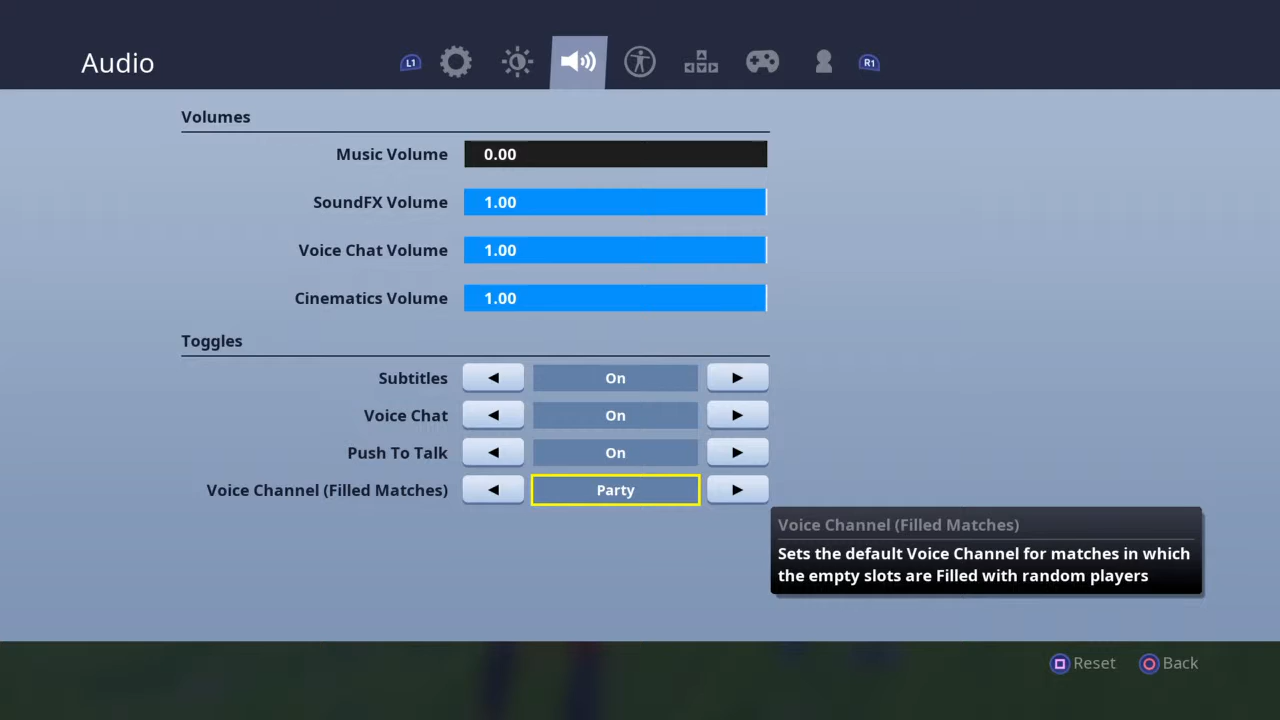 Audio
L1
R1
Volumes
Music Volume 0.00
SoundFX Volume 1.00
Voice Chat Volume 1.00
Cinematics Volume 1.00
Toggles
Subtitles On
Voice Chat On
Push To Talk On
Voice Channel (Filled Matches) Party
Voice Channel (Filled Matches)
Sets the default Voice Channel for matches in which
the empty slots are Filled with random players
Reset Back